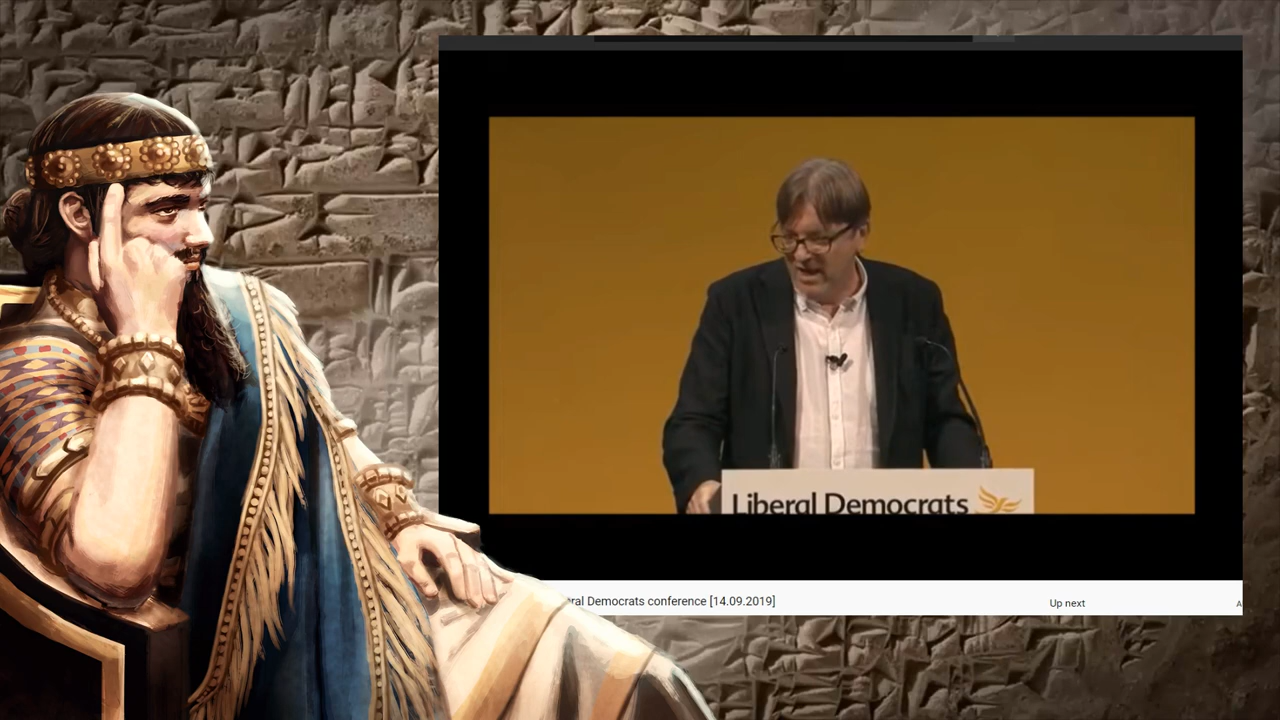 Liberal Democrats
ral Democrats conference [14.09.2019]
Up next
A